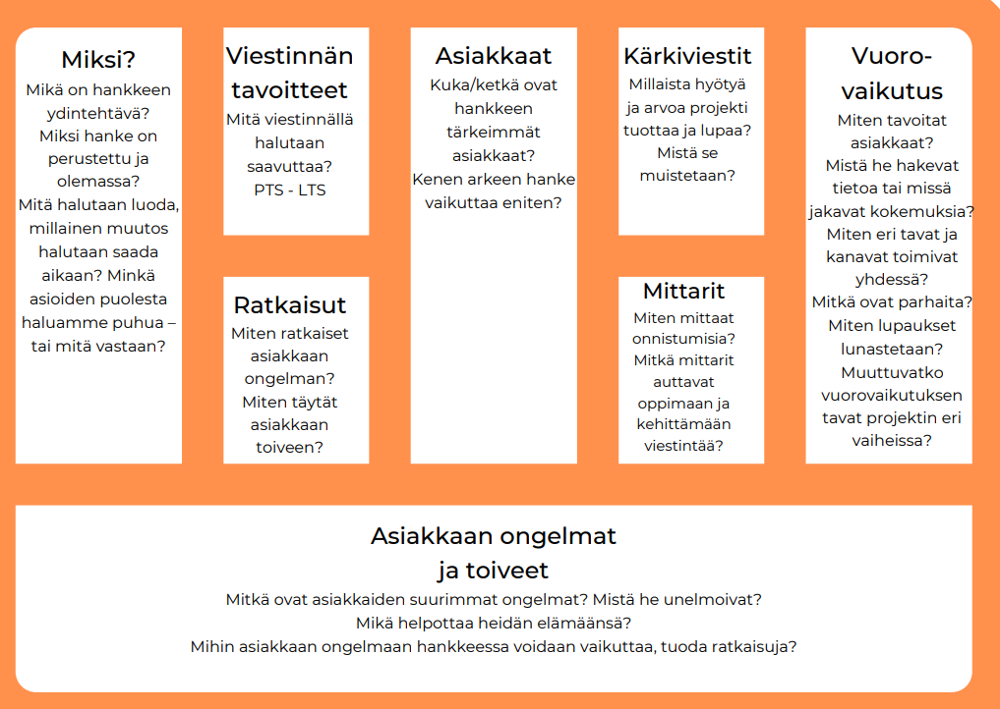 Miksi?
Mikä on hankkeen
ydintehtävä?
Miksi hanke on
perustettu ja
olemassa?
Mitä halutaan luoda,
millainen muutos
halutaan saada
aikaan? Minkä
asioiden puolesta
haluamme puhua –
tai mitä vastaan?
Viestinnän
tavoitteet
Mitä viestinnällä
halutaan
saavuttaa?
PTS - LTS
Ratkaisut
Miten ratkaiset
asiakkaan
ongelman?
Miten täytät
asiakkaan
toiveen?
Asiakkaat
Kuka/ketkä ovat
hankkeen
tärkeimmät
asiakkaat?
Kenen arkeen hanke
vaikuttaa eniten?
Kärkiviestit
Millaista hyötyä
ja arvoa projekti
tuottaa ja lupaa?
Mistä se
muistetaan?
Mittarit
Miten mittaat
onnistumisia?
Mitkä mittarit
auttavat
oppimaan ja
kehittämään
viestintää?
Vuoro-
vaikutus
Miten tavoitat
asiakkaat?
Mistä he hakevat
tietoa tai missä
jakavat kokemuksia?
Miten eri tavat ja
kanavat toimivat
yhdessä?
Mitkä ovat parhaita?
Miten lupaukset
lunastetaan?
Muuttuvatko
vuorovaikutuksen
tavat projektin eri
vaiheissa?
Asiakkaan ongelmat
ja toiveet
Mitkä ovat asiakkaiden suurimmat ongelmat? Mistä he unelmoivat?
Mikä helpottaa heidän elämäänsä?
Mihin asiakkaan ongelmaan hankkeessa voidaan vaikuttaa, tuoda ratkaisuja?